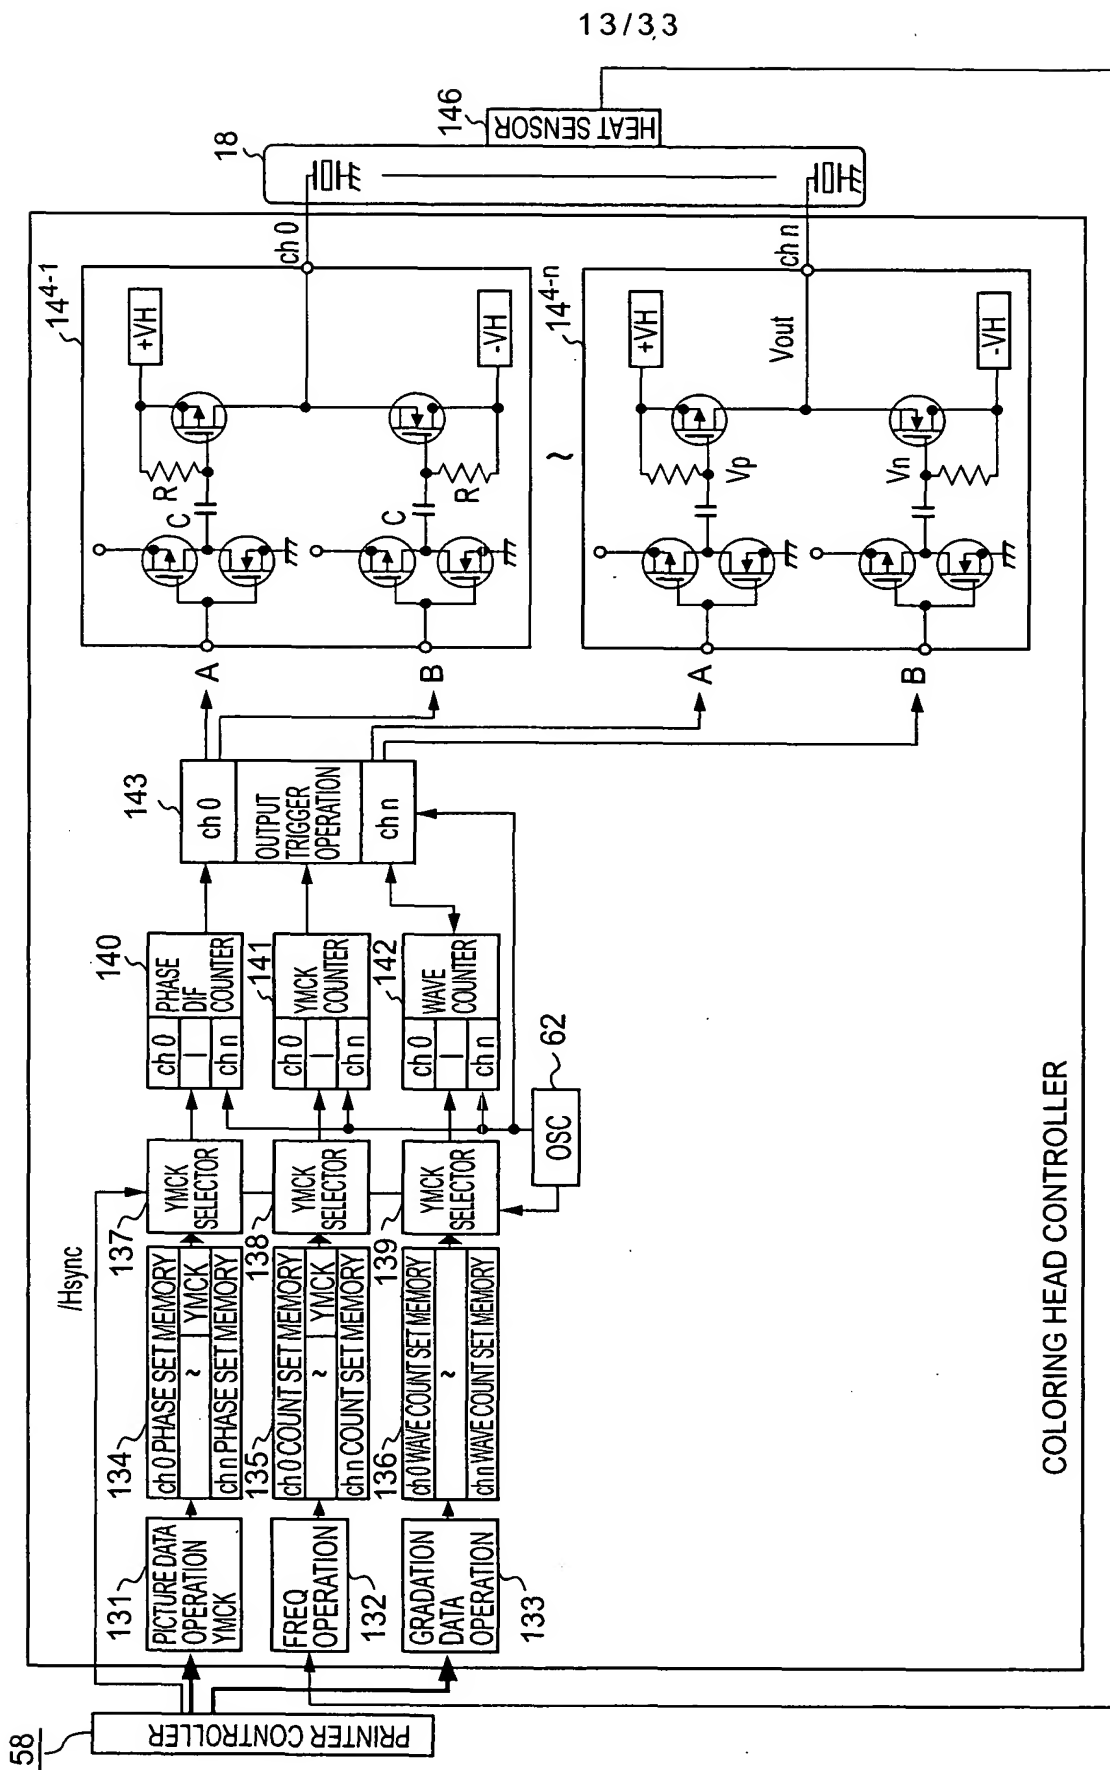 13/33
58
PRINTER CONTROLLER
/Hsync
131
PICTURE DATA
OPERATION
YMCK
132
FREQ
OPERATION
133
GRADATION
DATA
OPERATION
134
ch 0 PHASE SET MEMORY
~
YMCK
ch n PHASE SET MEMORY
135
ch 0 COUNT SET MEMORY
~
YMCK
ch n COUNT SET MEMORY
136
ch 0 WAVE COUNT SET MEMORY
~
ch n WAVE COUNT SET MEMORY
137
YMCK
SELECTOR
138
YMCK
SELECTOR
139
YMCK
SELECTOR
140
PHASE
DIF
COUNTER
ch 0
|
ch n
141
YMCK
COUNTER
ch 0
|
ch n
142
WAVE
COUNTER
ch 0
|
ch n
OSC
62
143
ch 0
OUTPUT
TRIGGER
OPERATION
ch n
A
B
A
B
144-1
+VH
R
C
C
R
-VH
ch 0
~
144-n
+VH
Vp
Vout
Vn
-VH
ch n
18
146
HEAT SENSOR
COLORING HEAD CONTROLLER